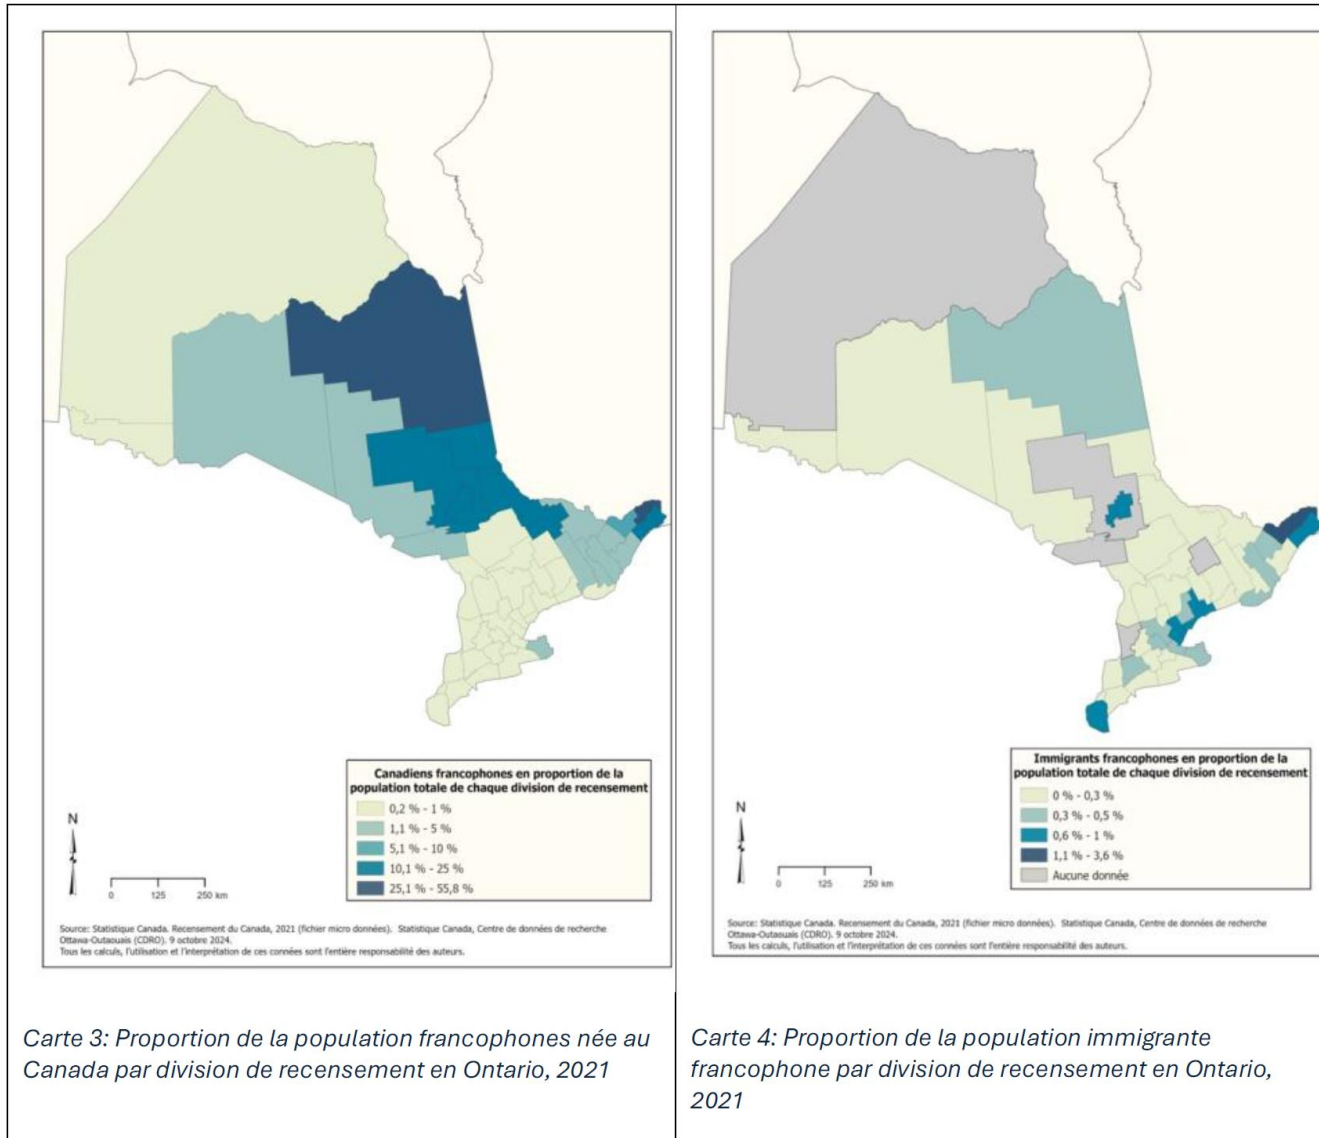 Canadiens francophones en proportion de la
population totale de chaque division de recensement
0,2 % - 1 %
1,1 % - 5 %
5,1 % - 10 %
10,1 % - 25 %
25,1 % - 55,8 %
N
0 125 250 km
Source: Statistique Canada. Recensement du Canada, 2021 (fichier micro données). Statistique Canada, Centre de données de recherche
Ottawa-Outaouais (CDRO). 9 octobre 2024.
Tous les calculs, l'utilisation et l'interprétation de ces connées sont l'entière responsabilité des auteurs.
Carte 3: Proportion de la population francophones née au
Canada par division de recensement en Ontario, 2021
Immigrants francophones en proportion de la
population totale de chaque division de recensement
0 % - 0,3 %
0,3 % - 0,5 %
0,6 % - 1 %
1,1 % - 3,6 %
Aucune donnée
N
0 125 250 km
Source: Statistique Canada. Recensement du Canada, 2021 (fichier micro données). Statistique Canada, Centre de données de recherche
Ottawa-Outaouais (CDRO). 9 octobre 2024.
Tous les calculs, l'utilisation et l'interprétation de ces connées sont l'entière responsabilité des auteurs.
Carte 4: Proportion de la population immigrante
francophone par division de recensement en Ontario,
2021